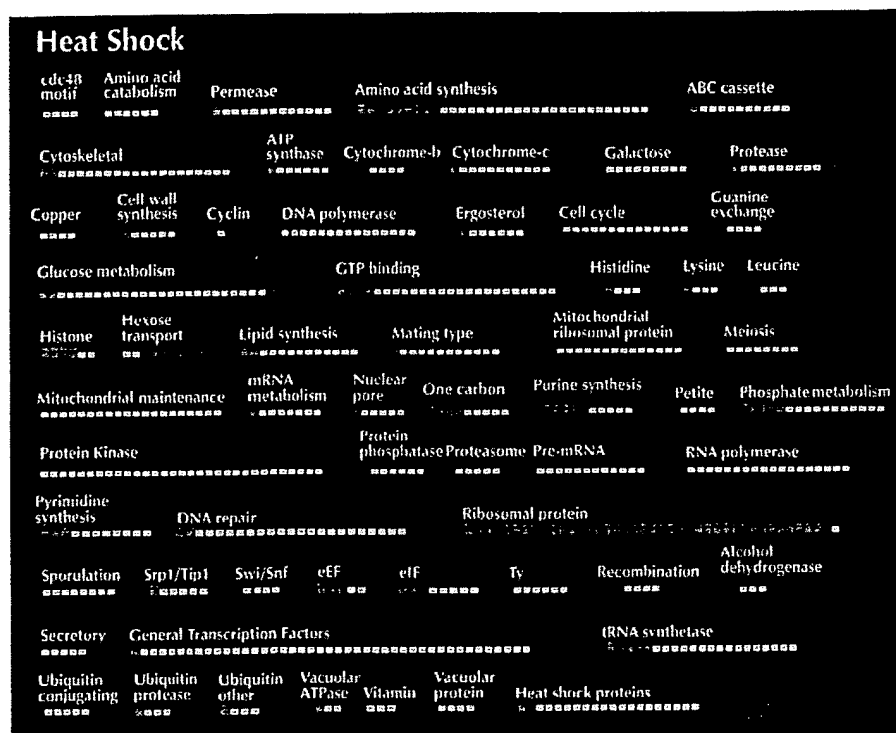 Heat Shock
cdc48 motif
Amino acid catabolism
Permease
Amino acid synthesis
ABC cassette
Cytoskeletal
ATP synthase
Cytochrome-b
Cytochrome-c
Galactose
Protease
Copper
Cell wall synthesis
Cyclin
DNA polymerase
Ergosterol
Cell cycle
Guanine exchange
Glucose metabolism
GTP binding
Histidine
Lysine
Leucine
Histone
Hexose transport
Lipid synthesis
Mating type
Mitochondrial ribosomal protein
Meiosis
Mitochondrial maintenance
mRNA metabolism
Nuclear pore
One carbon
Purine synthesis
Petite
Phosphate metabolism
Protein Kinase
Protein phosphatase
Proteasome
Pre-mRNA
RNA polymerase
Pyrimidine synthesis
DNA repair
Ribosomal protein
Sporulation
Srp1/Tip1
Swi/Snf
eEF
eIF
Ty
Recombination
Alcohol dehydrogenase
Secretory
General Transcription Factors
tRNA synthetase
Ubiquitin conjugating
Ubiquitin protease
Ubiquitin other
Vacuolar ATPase
Vitamin
Vacuolar protein
Heat shock proteins